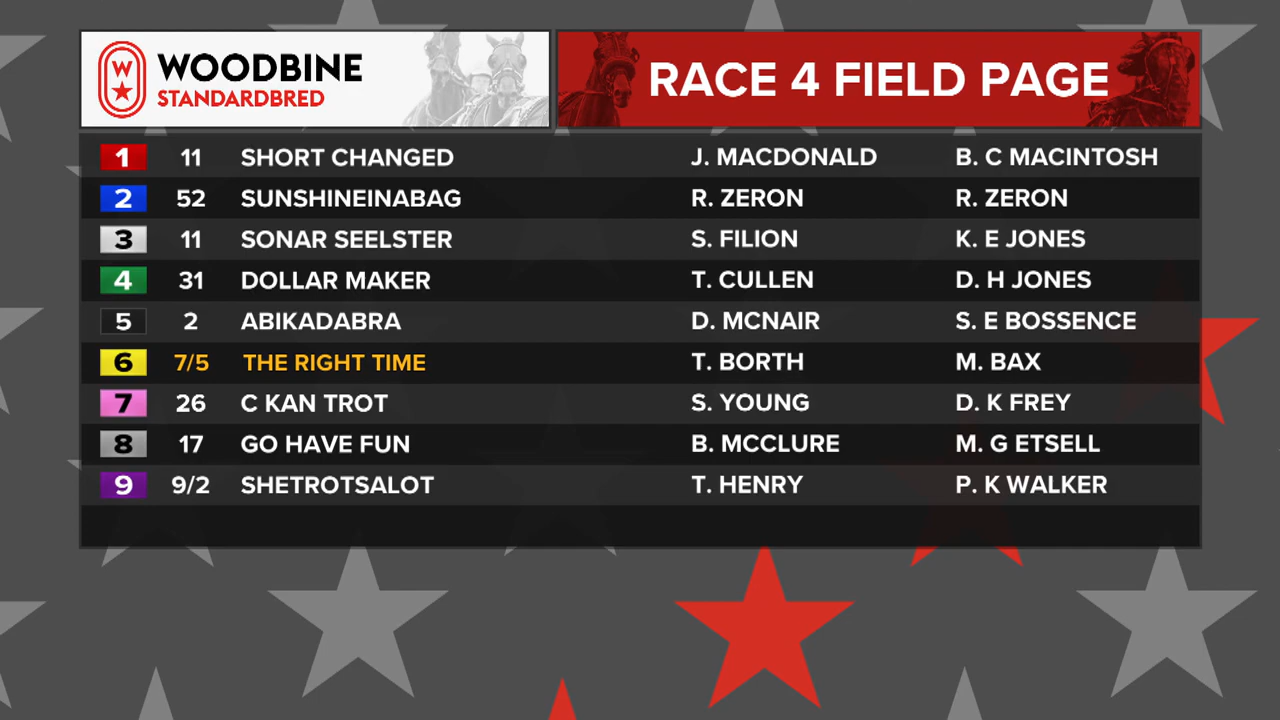 W WOODBINE
STANDARDBRED
RACE 4 FIELD PAGE
1 11 SHORT CHANGED J. MACDONALD B. C MACINTOSH
2 52 SUNSHINEINABAG R. ZERON R. ZERON
3 11 SONAR SEELSTER S. FILION K. E JONES
4 31 DOLLAR MAKER T. CULLEN D. H JONES
5 2 ABIKADABRA D. MCNAIR S. E BOSSENCE
6 7/5 THE RIGHT TIME T. BORTH M. BAX
7 26 C KAN TROT S. YOUNG D. K FREY
8 17 GO HAVE FUN B. MCCLURE M. G ETSELL
9 9/2 SHETROTSALOT T. HENRY P. K WALKER